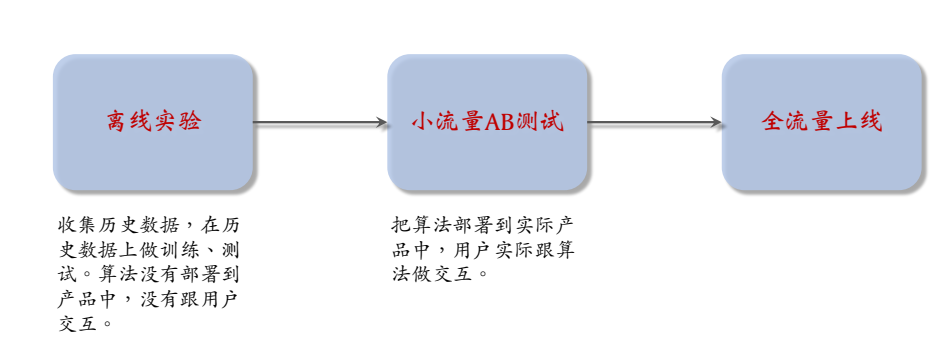 离线实验
小流量AB测试
全流量上线
收集历史数据，在历
史数据上做训练、测
试。算法没有部署到
产品中，没有跟用户
交互。
把算法部署到实际产
品中，用户实际跟算
法做交互。